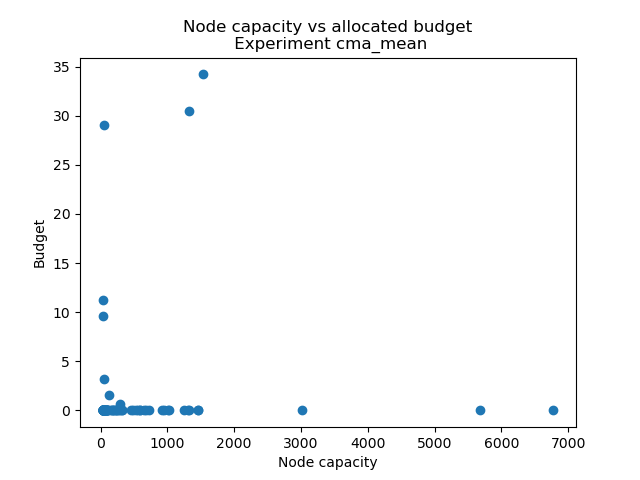 Node capacity vs allocated budget
Experiment cma_mean
35
30
25
20
15
10
5
0
Budget
0 1000 2000 3000 4000 5000 6000 7000
Node capacity